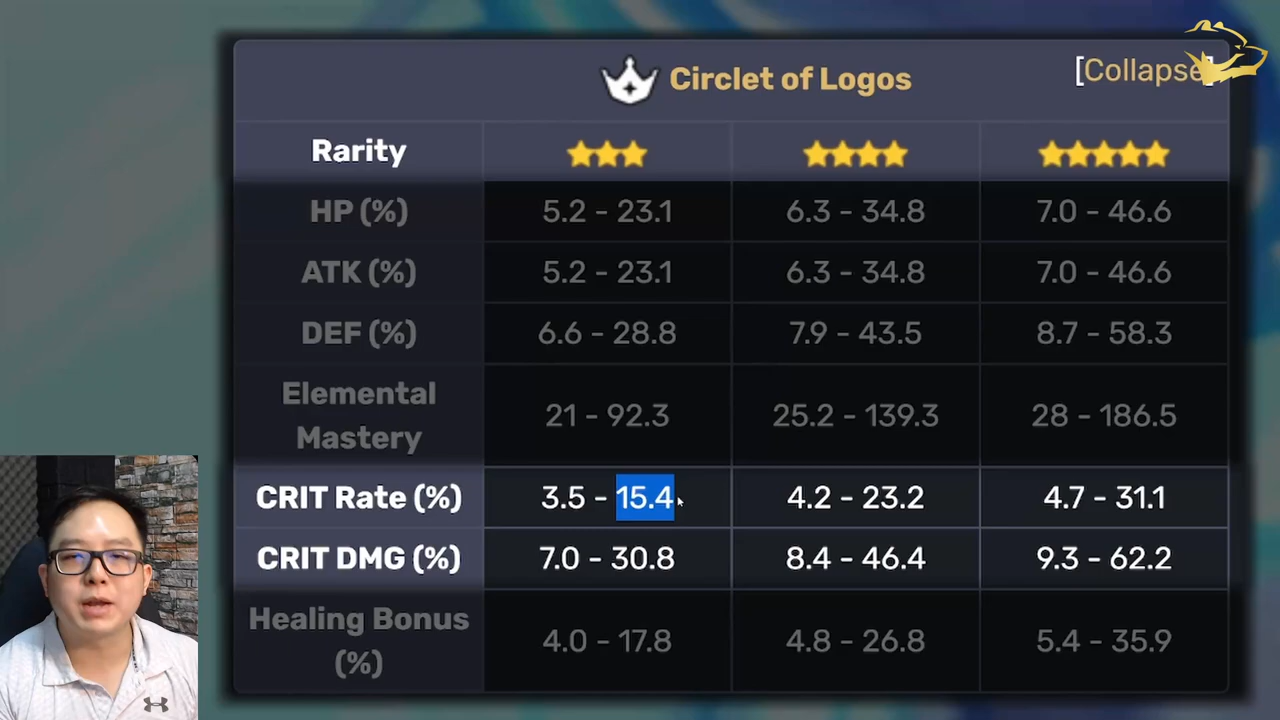 Circlet of Logos
[Collapse]
Rarity
HP (%) 5.2 - 23.1 6.3 - 34.8 7.0 - 46.6
ATK (%) 5.2 - 23.1 6.3 - 34.8 7.0 - 46.6
DEF (%) 6.6 - 28.8 7.9 - 43.5 8.7 - 58.3
Elemental
Mastery
21 - 92.3 25.2 - 139.3 28 - 186.5
CRIT Rate (%) 3.5 - 15.4 4.2 - 23.2 4.7 - 31.1
CRIT DMG (%) 7.0 - 30.8 8.4 - 46.4 9.3 - 62.2
Healing Bonus
(%)
4.0 - 17.8 4.8 - 26.8 5.4 - 35.9